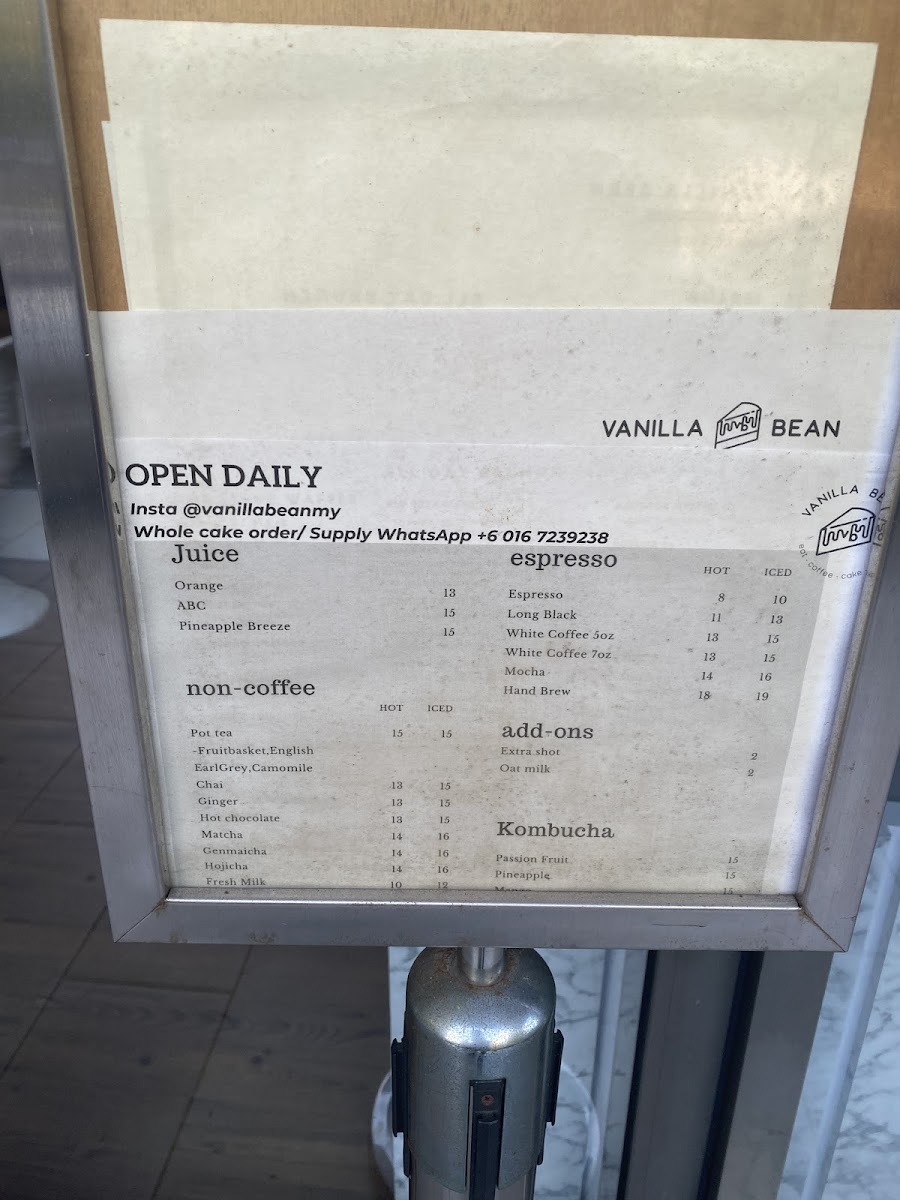 VANILLA BEAN
OPEN DAILY
Insta @vanillabeanmy
Whole cake order/ Supply WhatsApp +6 016 7239238
VANILLA BE
eat · coffee · cake
Juice
Orange 13
ABC 15
Pineapple Breeze 15
non-coffee
HOT ICED
Pot tea 15 15
-Fruitbasket,English
EarlGrey,Camomile
Chai 13 15
Ginger 13 15
Hot chocolate 13 15
Matcha 14 16
Genmaicha 14 16
Hojicha 14 16
Fresh Milk 10 12
espresso
HOT ICED
Espresso 8 10
Long Black 11 13
White Coffee 5oz 13 15
White Coffee 7oz 13 15
Mocha 14 16
Hand Brew 18 19
add-ons
Extra shot 2
Oat milk 2
Kombucha
Passion Fruit 15
Pineapple 15
15